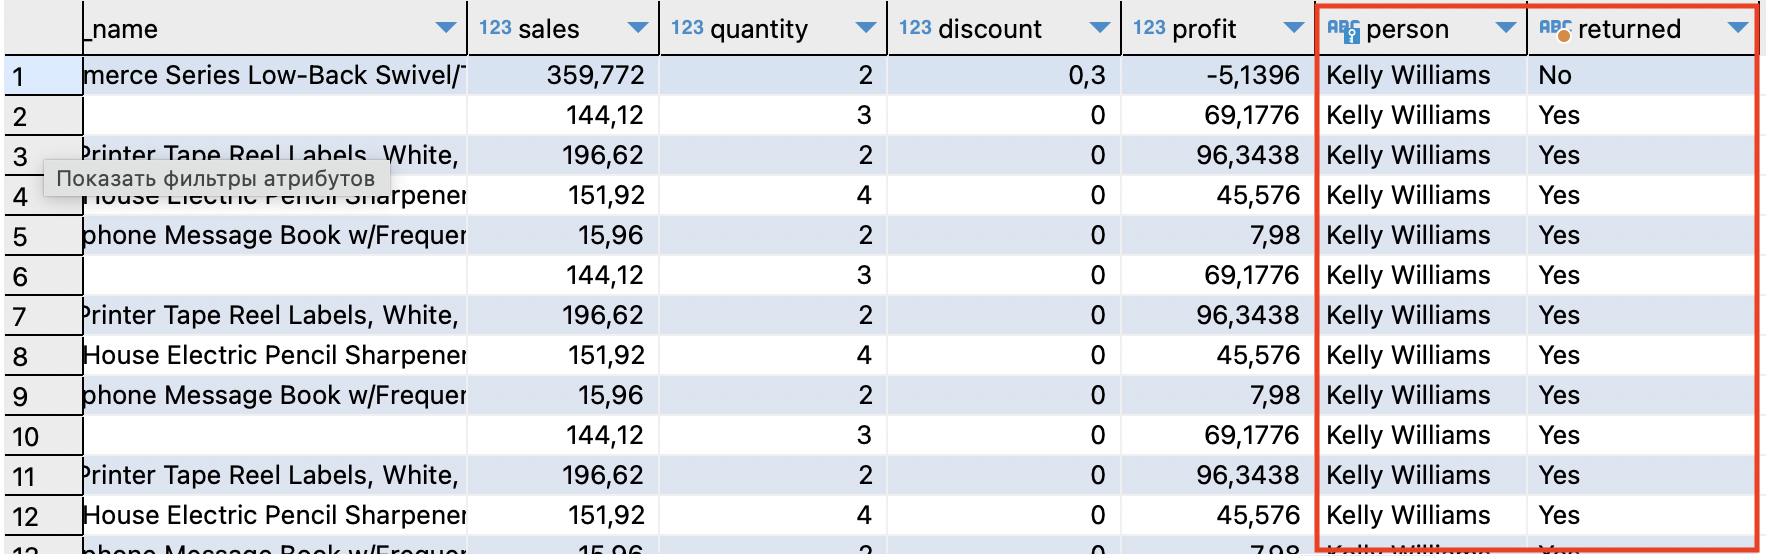 _name 123 sales 123 quantity 123 discount 123 profit ABC person ABC returned
1 merce Series Low-Back Swivel/T 359,772 2 0,3 -5,1396 Kelly Williams No
2 144,12 3 0 69,1776 Kelly Williams Yes
3 Printer Tape Reel Labels, White, 196,62 2 0 96,3438 Kelly Williams Yes
Показать фильтры атрибутов
4 House Electric Pencil Sharpener 151,92 4 0 45,576 Kelly Williams Yes
5 phone Message Book w/Frequen 15,96 2 0 7,98 Kelly Williams Yes
6 144,12 3 0 69,1776 Kelly Williams Yes
7 Printer Tape Reel Labels, White, 196,62 2 0 96,3438 Kelly Williams Yes
8 House Electric Pencil Sharpener 151,92 4 0 45,576 Kelly Williams Yes
9 phone Message Book w/Frequen 15,96 2 0 7,98 Kelly Williams Yes
10 144,12 3 0 69,1776 Kelly Williams Yes
11 Printer Tape Reel Labels, White, 196,62 2 0 96,3438 Kelly Williams Yes
12 House Electric Pencil Sharpener 151,92 4 0 45,576 Kelly Williams Yes
13 phone Message Book w/Frequen 15,96 2 0 7,98 Kelly Williams Yes